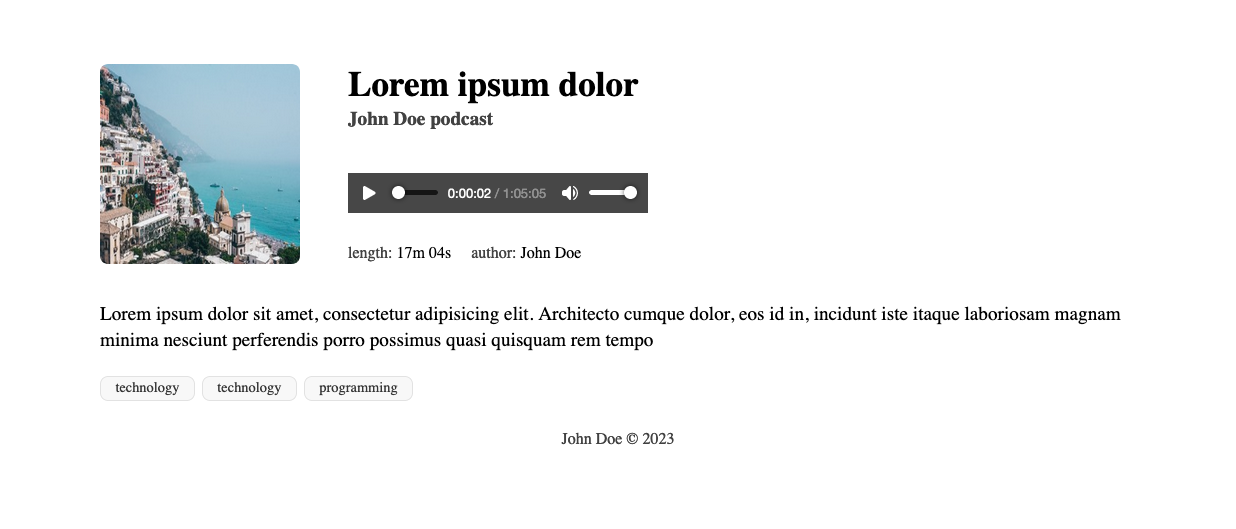 Lorem ipsum dolor
John Doe podcast
0:00:02 / 1:05:05
length: 17m 04s author: John Doe
Lorem ipsum dolor sit amet, consectetur adipisicing elit. Architecto cumque dolor, eos id in, incidunt iste itaque laboriosam magnam
minima nesciunt perferendis porro possimus quasi quisquam rem tempo
technology technology programming
John Doe © 2023